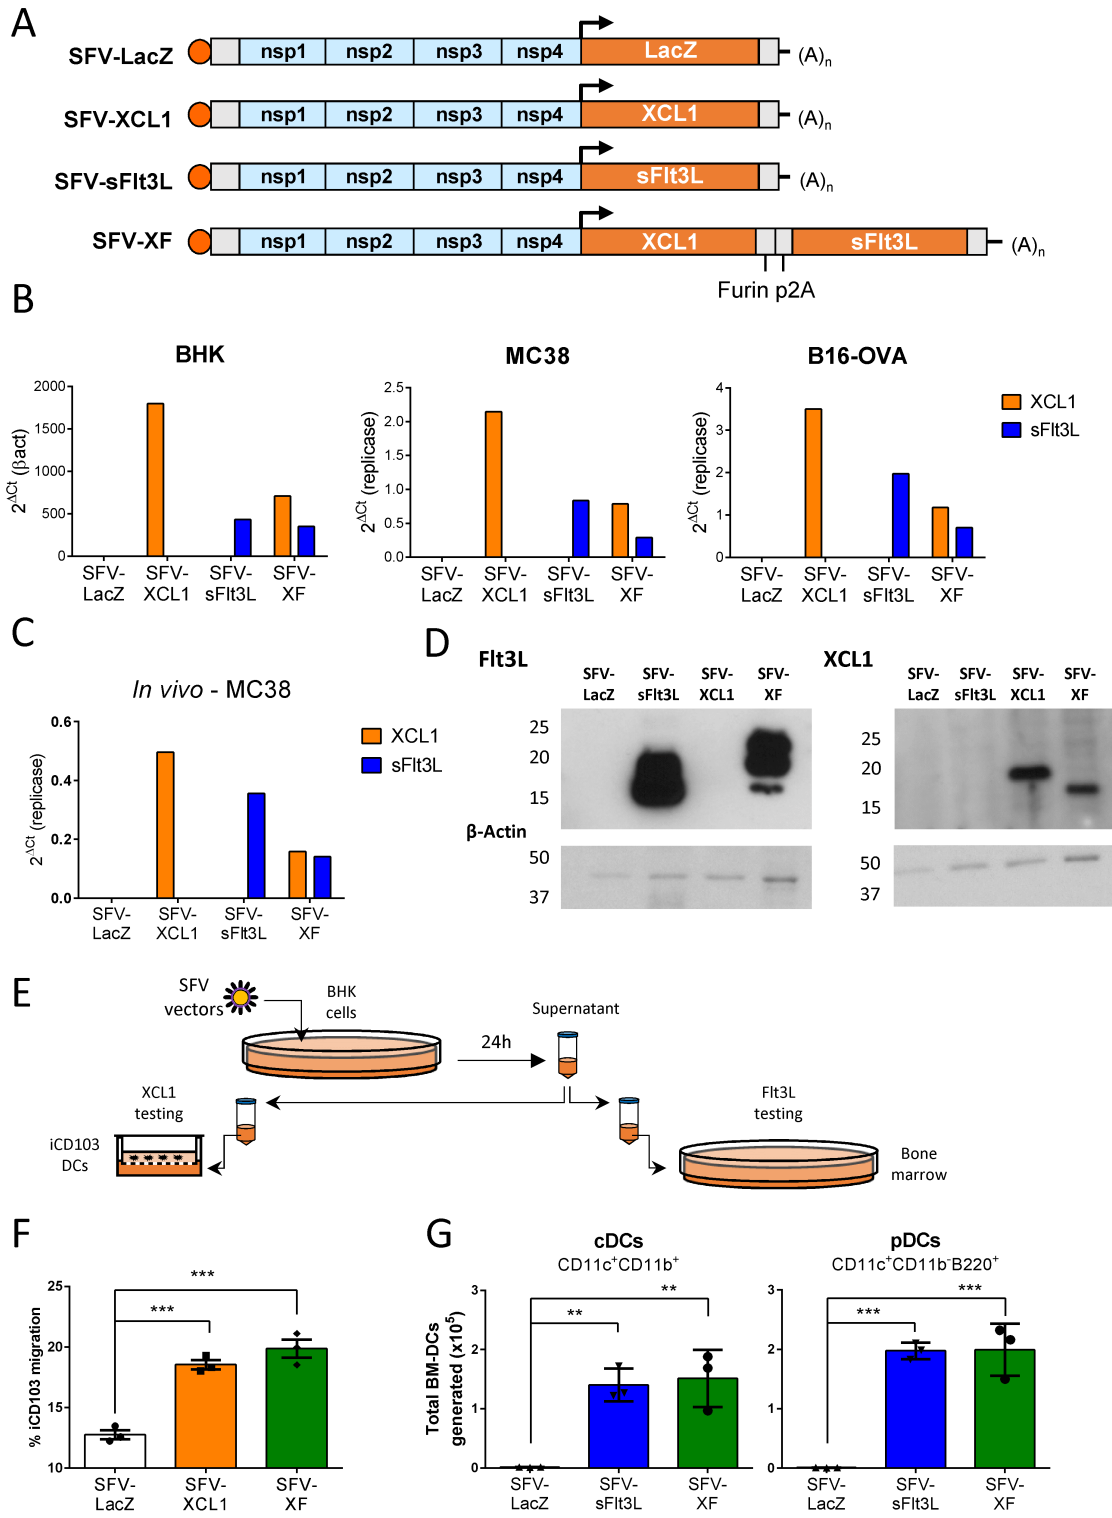 A
SFV-LacZ nsp1 nsp2 nsp3 nsp4 LacZ (A)n
SFV-XCL1 nsp1 nsp2 nsp3 nsp4 XCL1 (A)n
SFV-sFlt3L nsp1 nsp2 nsp3 nsp4 sFlt3L (A)n
SFV-XF nsp1 nsp2 nsp3 nsp4 XCL1 sFlt3L (A)n
Furin p2A
B
BHK
2ΔCt (βact)
2000
1500
1000
500
0
SFV- SFV- SFV- SFV-
LacZ XCL1 sFlt3L XF
MC38
2ΔCt (replicase)
2.5
2.0
1.5
1.0
0.5
0.0
SFV- SFV- SFV- SFV-
LacZ XCL1 sFlt3L XF
B16-OVA
2ΔCt (replicase)
4
3
2
1
0
SFV- SFV- SFV- SFV-
LacZ XCL1 sFlt3L XF
XCL1
sFlt3L
C
In vivo - MC38
2ΔCt (replicase)
0.6
0.4
0.2
0.0
SFV- SFV- SFV- SFV-
LacZ XCL1 sFlt3L XF
XCL1
sFlt3L
D
Flt3L
SFV- SFV- SFV- SFV-
LacZ sFlt3L XCL1 XF
25
20
15
β-Actin
50
37
XCL1
SFV- SFV- SFV- SFV-
LacZ sFlt3L XCL1 XF
25
20
15
50
37
E
SFV
vectors
BHK
cells
24h
Supernatant
XCL1
testing
iCD103
DCs
Flt3L
testing
Bone
marrow
F
% iCD103 migration
25
20
15
10
***
***
SFV- SFV- SFV-
LacZ XCL1 XF
G
cDCs
CD11c+CD11b+
Total BM-DCs
generated (x10⁵)
3
2
1
0
**
**
SFV- SFV- SFV-
LacZ sFlt3L XF
pDCs
CD11c+CD11b-B220+
3
2
1
0
***
***
SFV- SFV- SFV-
LacZ sFlt3L XF